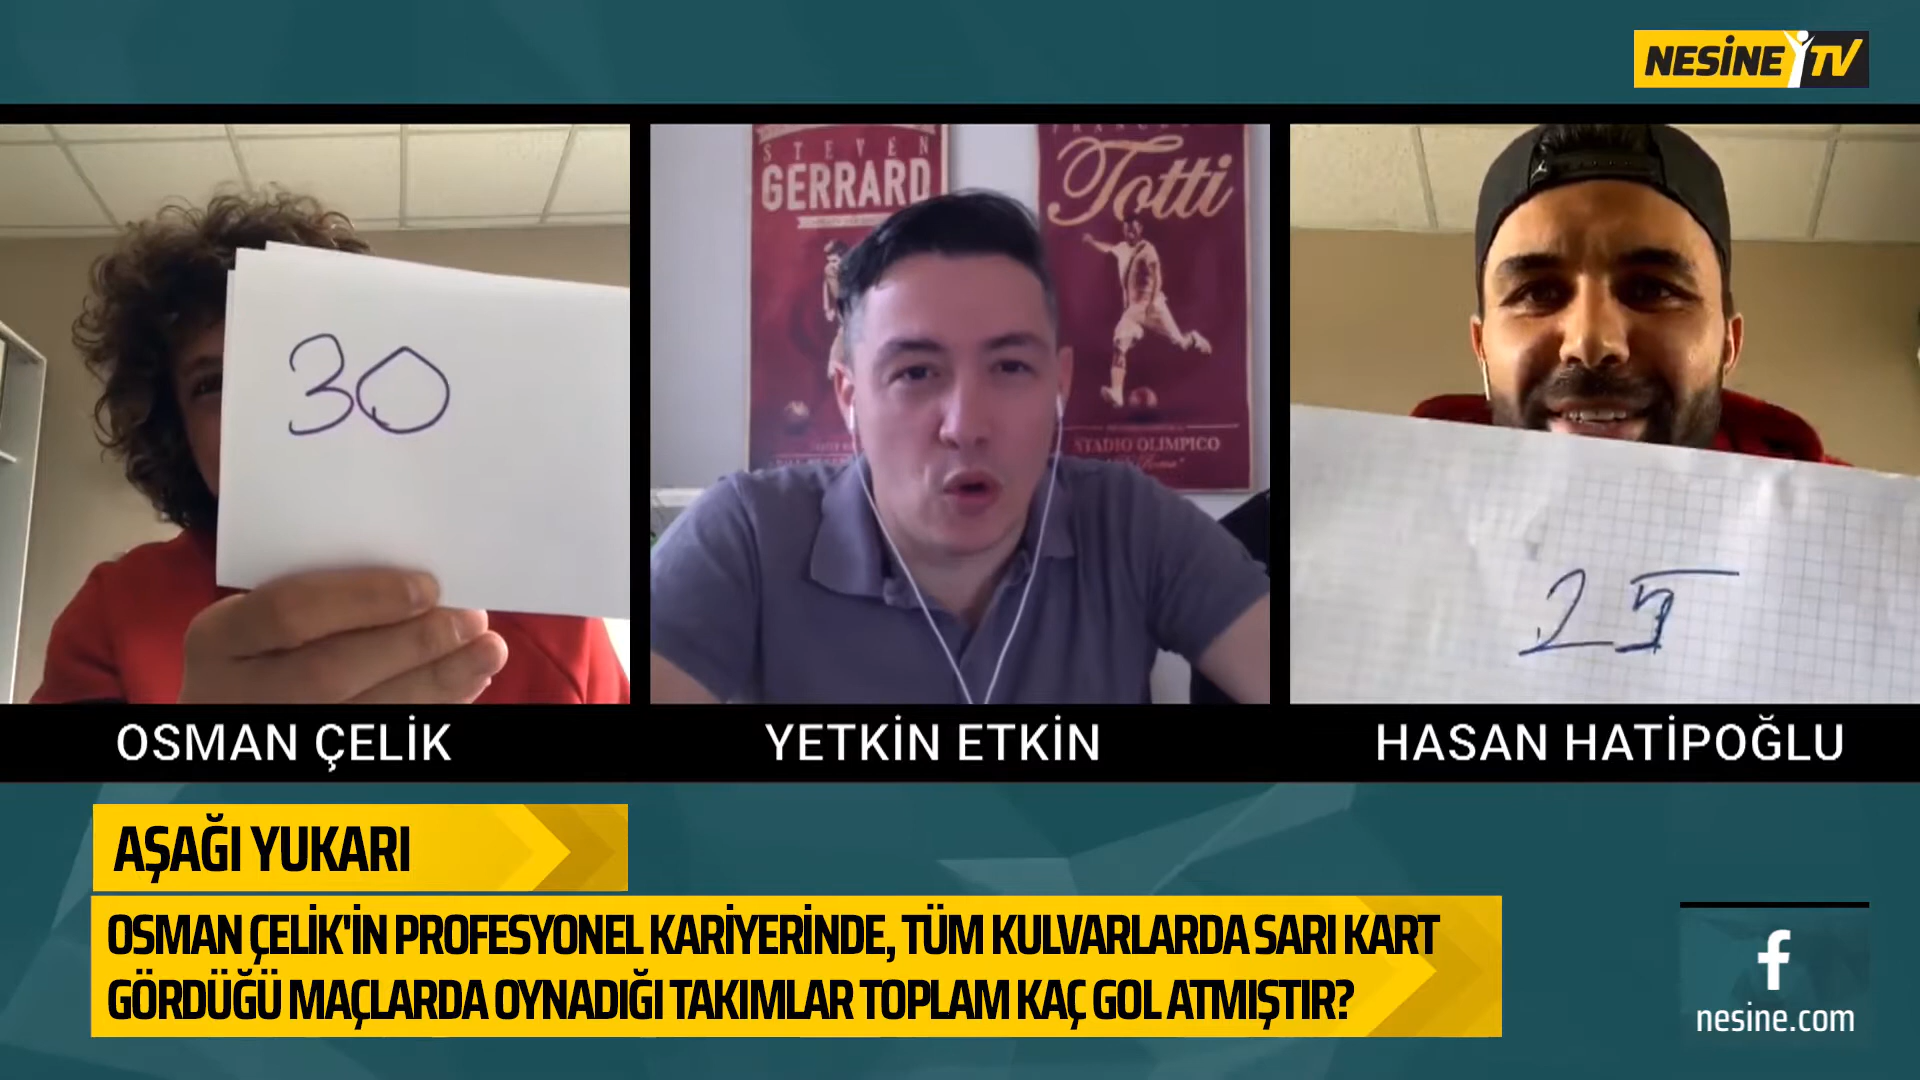 NESİNE TV
STEVEN
GERRARD
Totti
STADIO OLIMPICO
30
25
OSMAN ÇELİK
YETKİN ETKİN
HASAN HATİPOĞLU
AŞAĞI YUKARI
OSMAN ÇELİK'İN PROFESYONEL KARİYERİNDE, TÜM KULVARLARDA SARI KART
GÖRDÜĞÜ MAÇLARDA OYNADIĞI TAKIMLAR TOPLAM KAÇ GOL ATMIŞTIR?
f
nesine.com